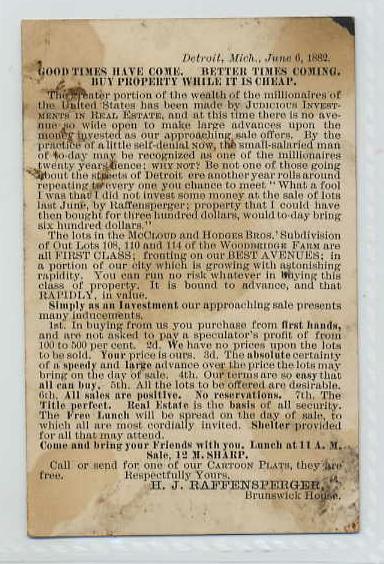 Detroit, Mich., June 6, 1882.
GOOD TIMES HAVE COME. BETTER TIMES COMING.
BUY PROPERTY WHILE IT IS CHEAP.
The greater portion of the wealth of the millionaires of
the United States has been made by JUDICIOUS INVEST-
MENTS IN REAL ESTATE, and at this time there is no ave-
nue so wide open to make large advances upon the
money invested as our approaching sale offers. By the
practice of a little self-denial now, the small-salaried man
of to-day may be recognized as one of the millionaires
twenty years hence; WHY NOT? Be not one of those going
about the streets of Detroit ere another year rolls around
repeating to every one you chance to meet "What a fool
I was that I did not invest some money at the sale of lots
last June, by Raffensperger; property that I could have
then bought for three hundred dollars, would to-day bring
six hundred dollars."
The lots in the MCCLOUD and HODGES BROS.' Subdivision
of Out Lots 108, 110 and 114 of the WOODBRIDGE FARM are
all FIRST CLASS; fronting on our BEST AVENUES; in
a portion of our city which is growing with astonishing
rapidity. You can run no risk whatever in buying this
class of property. It is bound to advance, and that
RAPIDLY, in value.
Simply as an Investment our approaching sale presents
many inducements.
1st. In buying from us you purchase from first hands,
and are not asked to pay a speculator's profit of from
100 to 500 per cent. 2d. We have no prices upon the lots
to be sold. Your price is ours. 3d. The absolute certainty
of a speedy and large advance over the price the lots may
bring on the day of sale. 4th. Our terms are so easy that
all can buy. 5th. All the lots to be offered are desirable.
6th. All sales are positive. No reservations. 7th. The
Title perfect. Real Estate is the basis of all security.
The Free Lunch will be spread on the day of sale, to
which all are most cordially invited. Shelter provided
for all that may attend.
Come and bring your Friends with you. Lunch at 11 A. M.
Sale, 12 M. SHARP.
Call or send for one of our CARTOON PLATS, they are
free. Respectfully Yours,
H. J. RAFFENSPERGER,
Brunswick House.